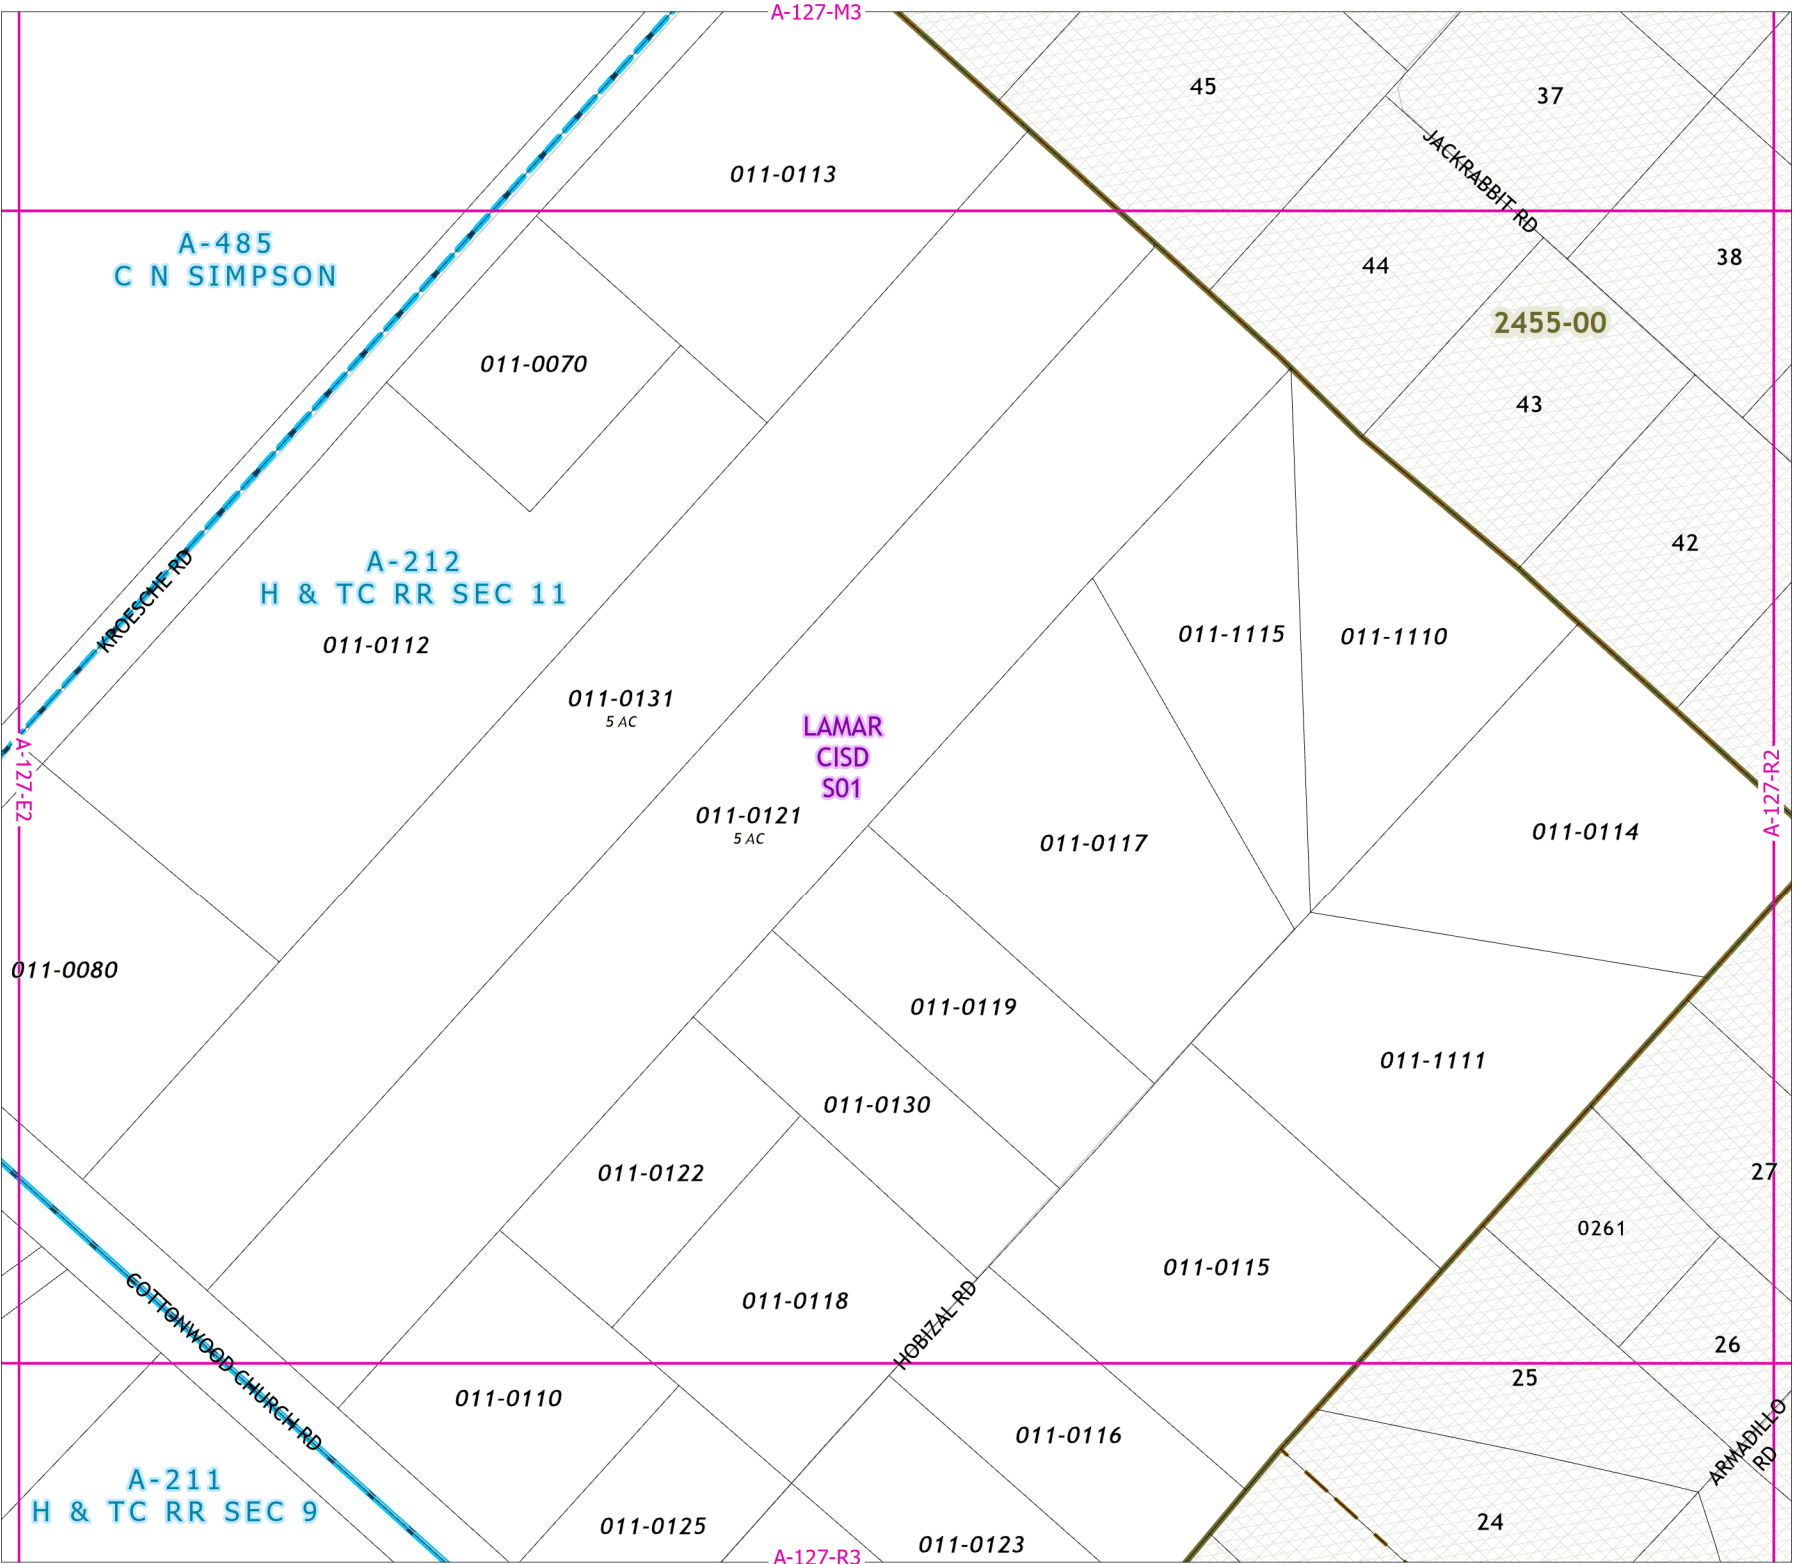 A-127-M3
45
37
JACKRABBIT RD
011-0113
A-485
C N SIMPSON
44
38
2455-00
011-0070
43
42
KROESCHE RD
A-212
H & TC RR SEC 11
011-0112
011-1115
011-1110
011-0131
5 AC
LAMAR
CISD
S01
A-127-E2
A-127-R2
011-0121
5 AC
011-0117
011-0114
011-0080
011-0119
011-1111
011-0130
011-0122
27
0261
011-0115
011-0118
HOBIZAL RD
COTTONWOOD CHURCH RD
26
25
011-0110
011-0116
ARMADILLO
RD
A-211
H & TC RR SEC 9
011-0125
24
011-0123
A-127-R3